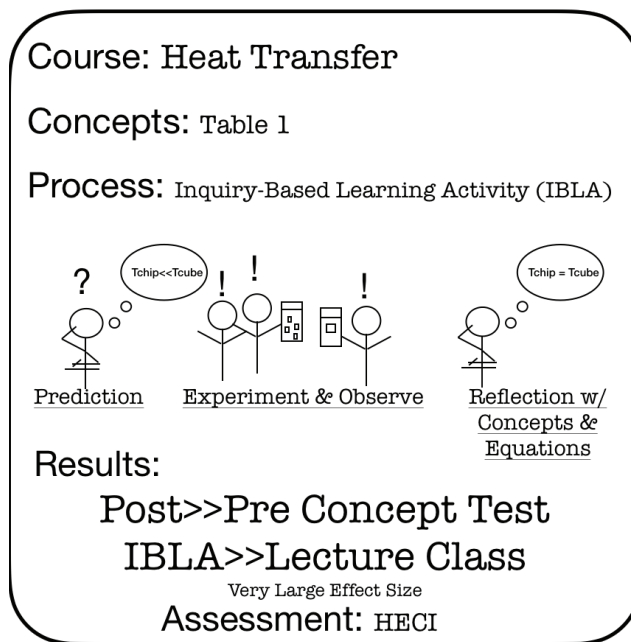 Course: Heat Transfer
Concepts: Table 1
Process: Inquiry-Based Learning Activity (IBLA)
? Tchip<<Tcube ! ! ! Tchip = Tcube
Prediction Experiment & Observe Reflection w/
Concepts &
Equations
Results:
Post>>Pre Concept Test
IBLA>>Lecture Class
Very Large Effect Size
Assessment: HECI